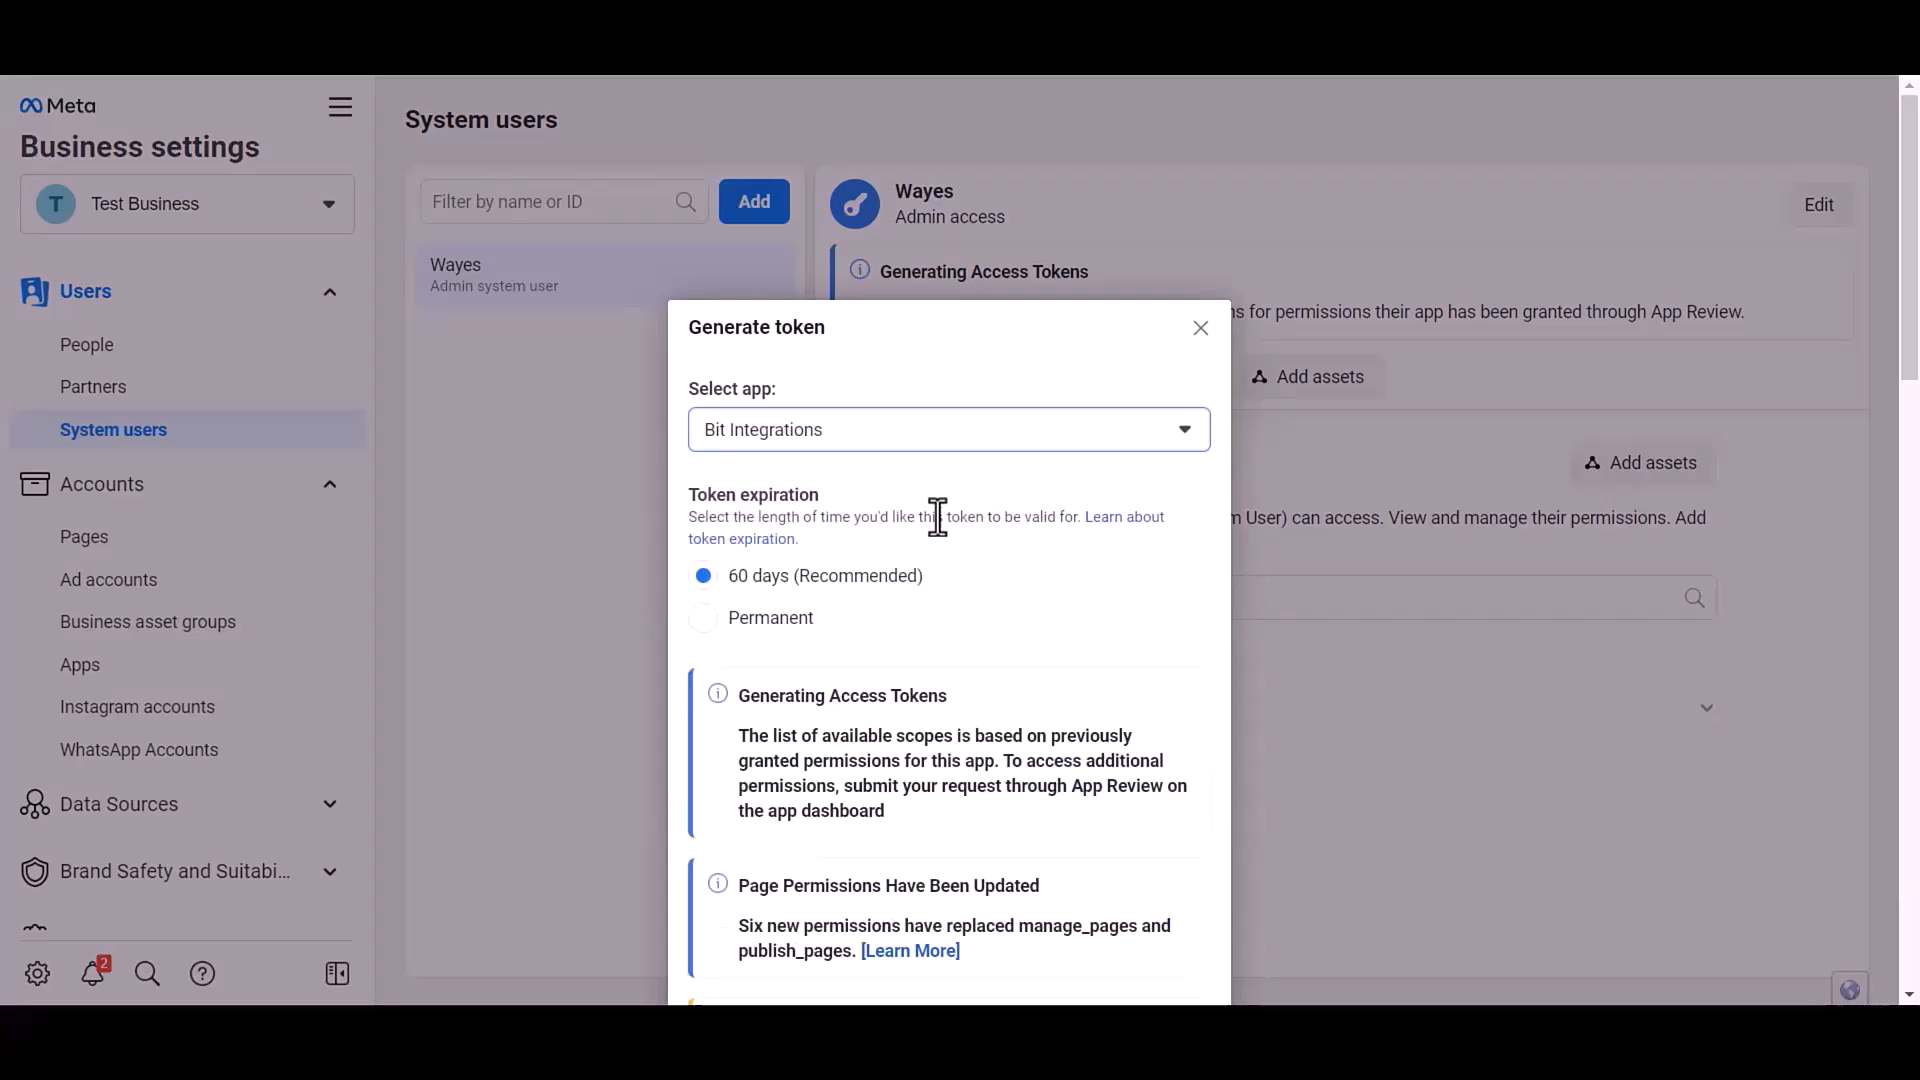 Meta
Business settings
T
Test Business
Users
People
Partners
System users
Accounts
Pages
Ad accounts
Business asset groups
Apps
Instagram accounts
WhatsApp Accounts
Data Sources
Brand Safety and Suitabi...
2
System users
Filter by name or ID
Add
Wayes
Admin system user
Wayes
Admin access
Edit
Generating Access Tokens
s for permissions their app has been granted through App Review.
Add assets
Add assets
m User) can access. View and manage their permissions. Add
Generate token
Select app:
Bit Integrations
Token expiration
Select the length of time you'd like this token to be valid for. Learn about
token expiration.
60 days (Recommended)
Permanent
Generating Access Tokens
The list of available scopes is based on previously
granted permissions for this app. To access additional
permissions, submit your request through App Review on
the app dashboard
Page Permissions Have Been Updated
Six new permissions have replaced manage_pages and
publish_pages. [Learn More]